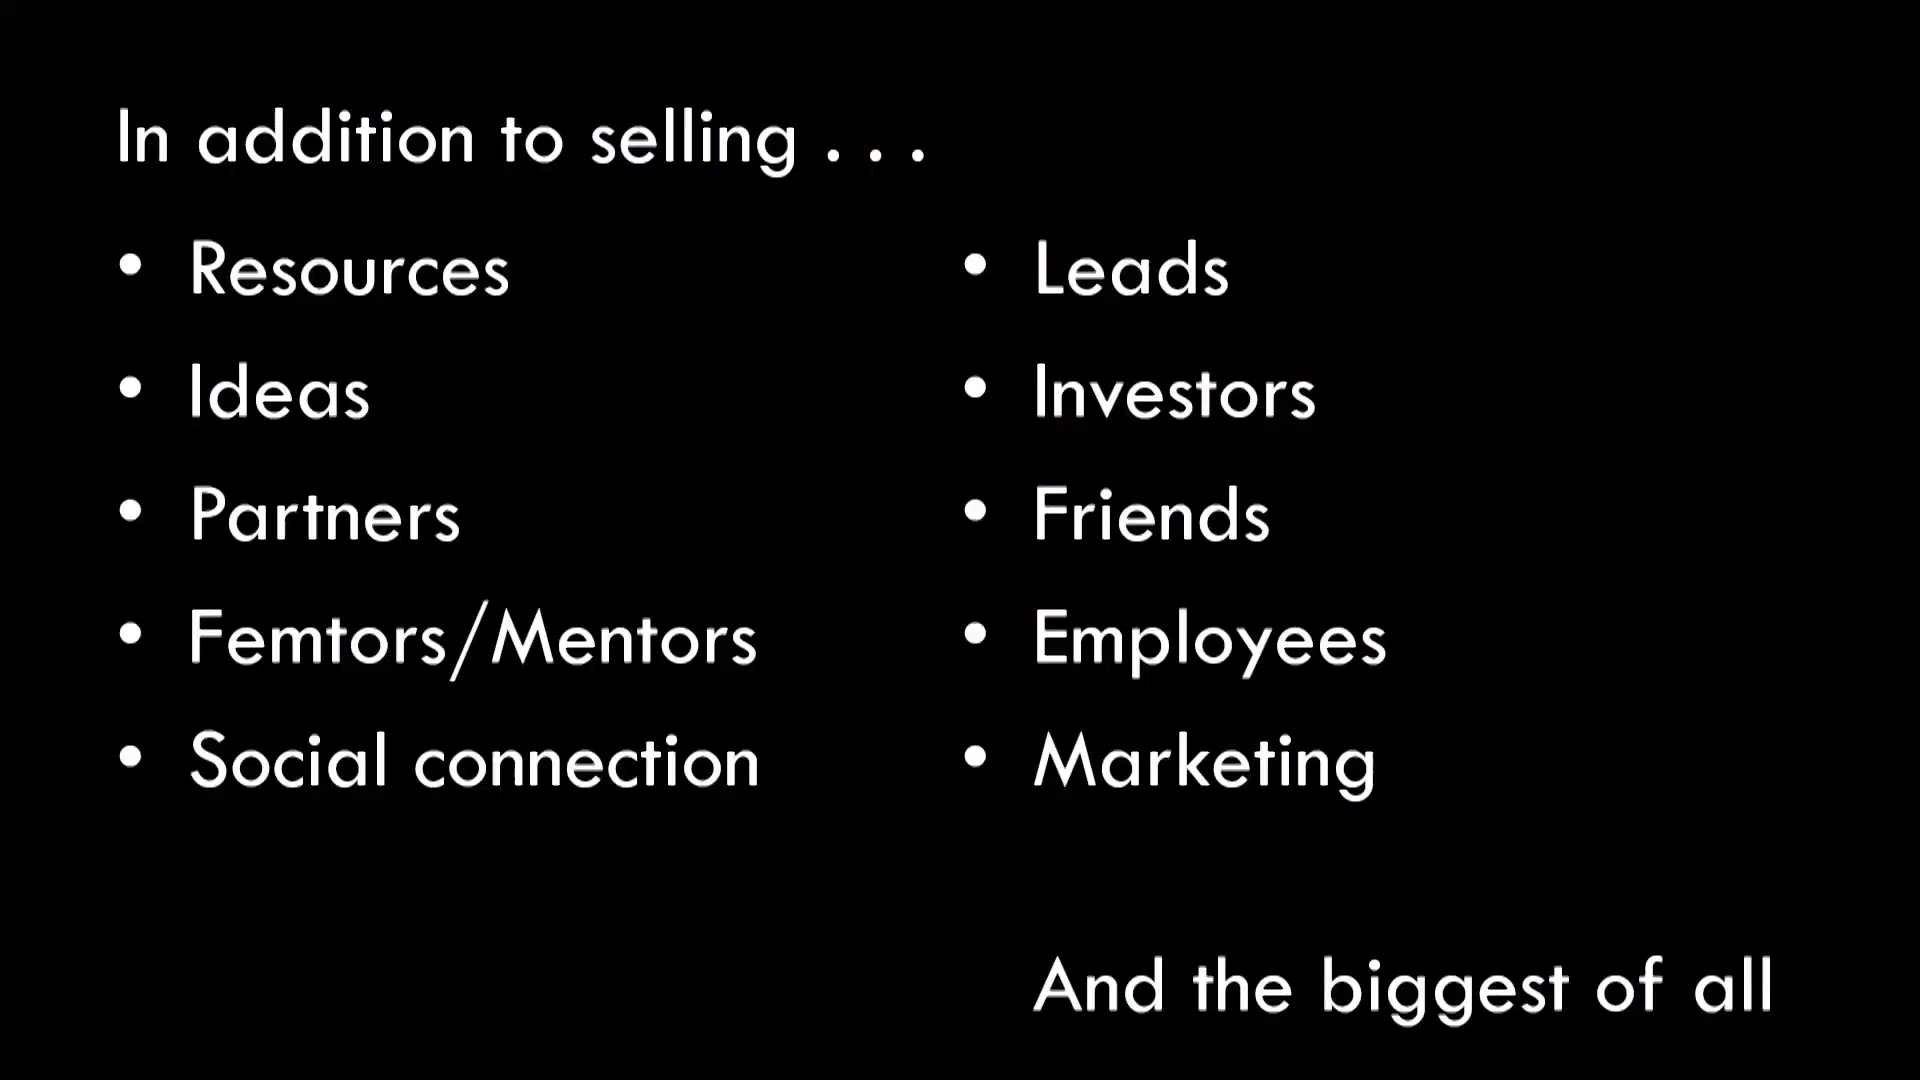 In addition to selling . . .
• Resources
• Ideas
• Partners
• Femtors/Mentors
• Social connection
• Leads
• Investors
• Friends
• Employees
• Marketing
And the biggest of all